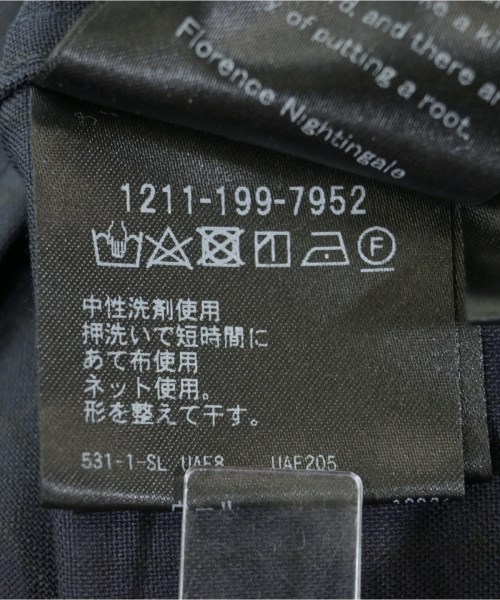 and there
of putting a root.
Florence Nightingale
1211-199-7952
F
中性洗剤使用
押洗いで短時間に
あて布使用
ネット使用。
形を整えて干す。
531-1-SL UAE8 UAE205